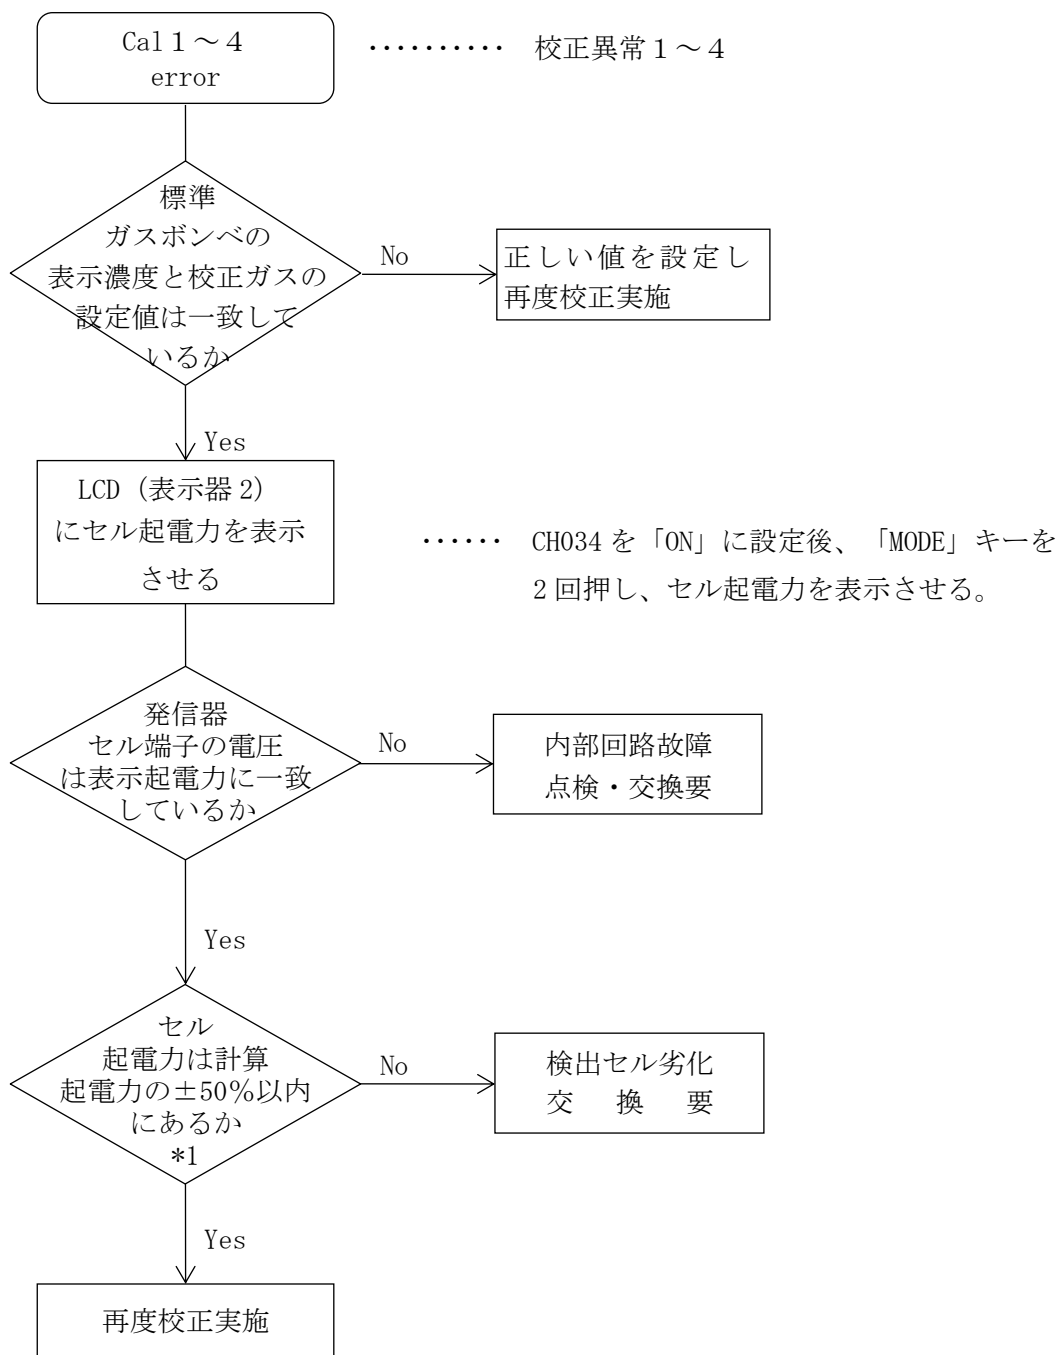 Cal１～４
error
‥‥‥‥‥ 校正異常１～４
標準
ガスボンベの
表示濃度と校正ガスの
設定値は一致して
いるか
No
正しい値を設定し
再度校正実施
Yes
LCD（表示器2）
にセル起電力を表示
させる
‥‥‥ CH034を「ON」に設定後、「MODE」キーを
2回押し、セル起電力を表示させる。
発信器
セル端子の電圧
は表示起電力に一致
しているか
No
内部回路故障
点検・交換要
Yes
セル
起電力は計算
起電力の±50％以内
にあるか
*1
No
検出セル劣化
交　換　要
Yes
再度校正実施